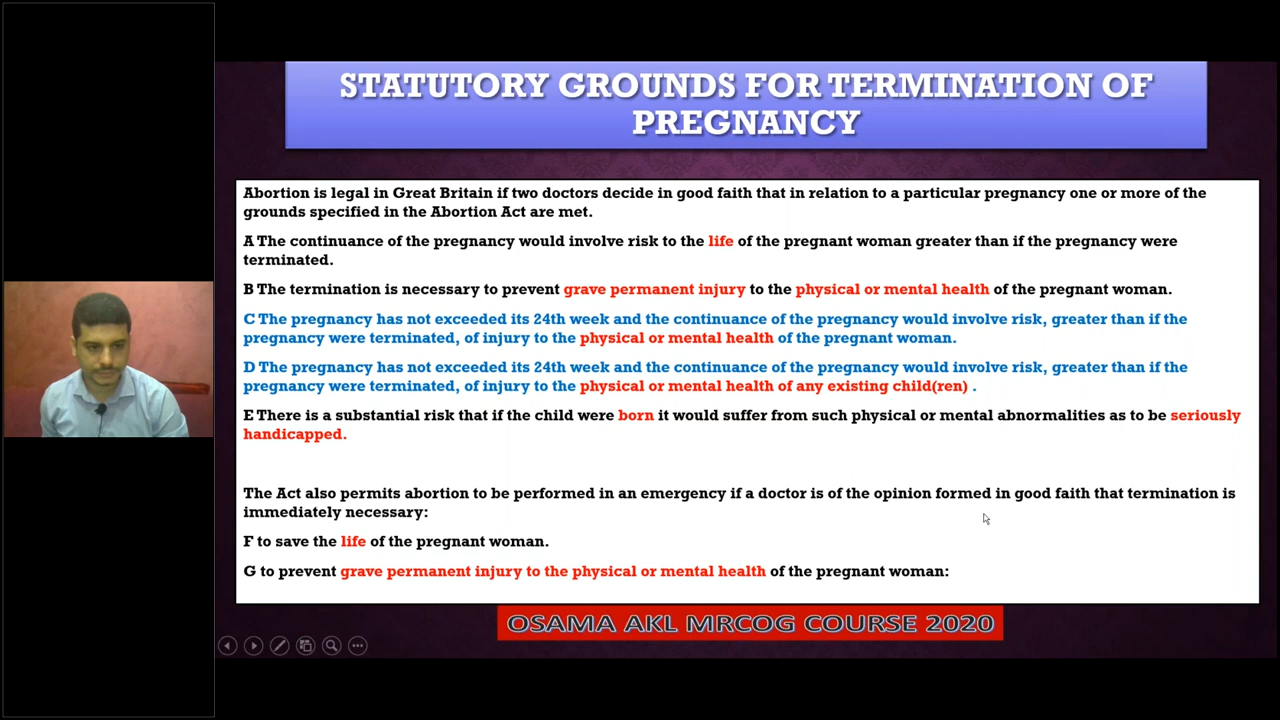 STATUTORY GROUNDS FOR TERMINATION OF
PREGNANCY
Abortion is legal in Great Britain if two doctors decide in good faith that in relation to a particular pregnancy one or more of the
grounds specified in the Abortion Act are met.
A The continuance of the pregnancy would involve risk to the life of the pregnant woman greater than if the pregnancy were
terminated.
B The termination is necessary to prevent grave permanent injury to the physical or mental health of the pregnant woman.
C The pregnancy has not exceeded its 24th week and the continuance of the pregnancy would involve risk, greater than if the
pregnancy were terminated, of injury to the physical or mental health of the pregnant woman.
D The pregnancy has not exceeded its 24th week and the continuance of the pregnancy would involve risk, greater than if the
pregnancy were terminated, of injury to the physical or mental health of any existing child(ren) .
E There is a substantial risk that if the child were born it would suffer from such physical or mental abnormalities as to be seriously
handicapped.
The Act also permits abortion to be performed in an emergency if a doctor is of the opinion formed in good faith that termination is
immediately necessary:
F to save the life of the pregnant woman.
G to prevent grave permanent injury to the physical or mental health of the pregnant woman:
OSAMA AKL MRCOG COURSE 2020